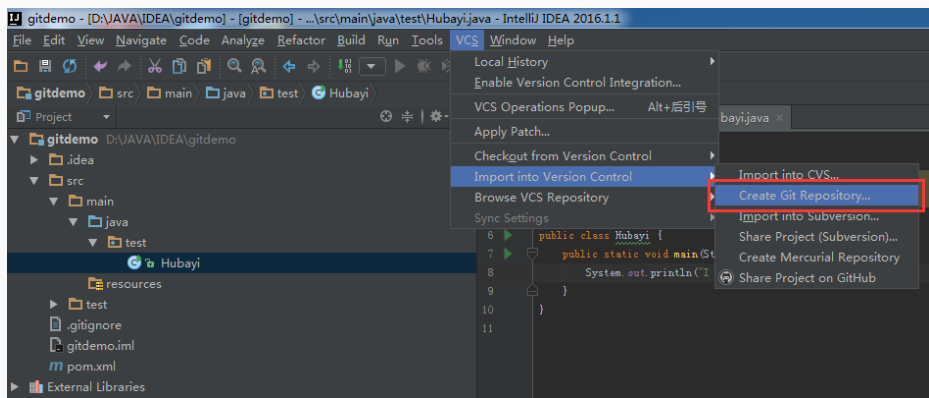 gitdemo - [D:\JAVA\IDEA\gitdemo] - [gitdemo] - ...\src\main\java\test\Hubayi.java - IntelliJ IDEA 2016.1.1
File Edit View Navigate Code Analyze Refactor Build Run Tools VCS Window Help
gitdemo src main java test Hubayi
Project
gitdemo D:\JAVA\IDEA\gitdemo
.idea
src
main
java
test
Hubayi
resources
test
.gitignore
gitdemo.iml
pom.xml
External Libraries
Local History
Enable Version Control Integration...
VCS Operations Popup... Alt+后引号
Apply Patch...
Checkout from Version Control
Import into Version Control
Browse VCS Repository
Sync Settings
Import into CVS...
Create Git Repository...
Import into Subversion...
Share Project (Subversion)...
Create Mercurial Repository
Share Project on GitHub
bayi.java
6 public class Hubayi {
7 public static void main(St
8 System.out.println("I
9 }
10 }
11